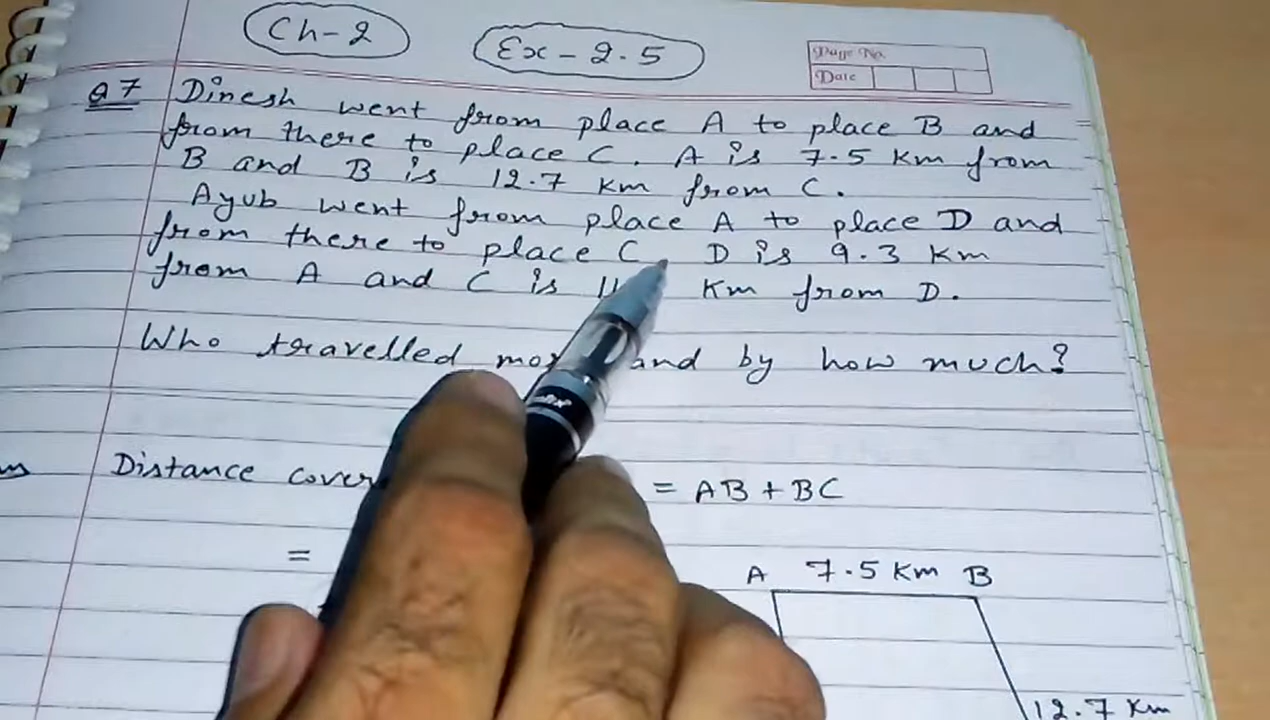 Ch-2
Ex-2.5
Page No.
Date
Q7 Dinesh went from place A to place B and
from there to place C. A is 7.5 Km from
B and B is 12.7 Km from C.
Ayub went from place A to place D and
from there to place C. D is 9.3 Km
from A and C is Km from D.
Who travelled and by how much?
Distance = AB + BC
=
A 7.5 Km B
12.7 Km